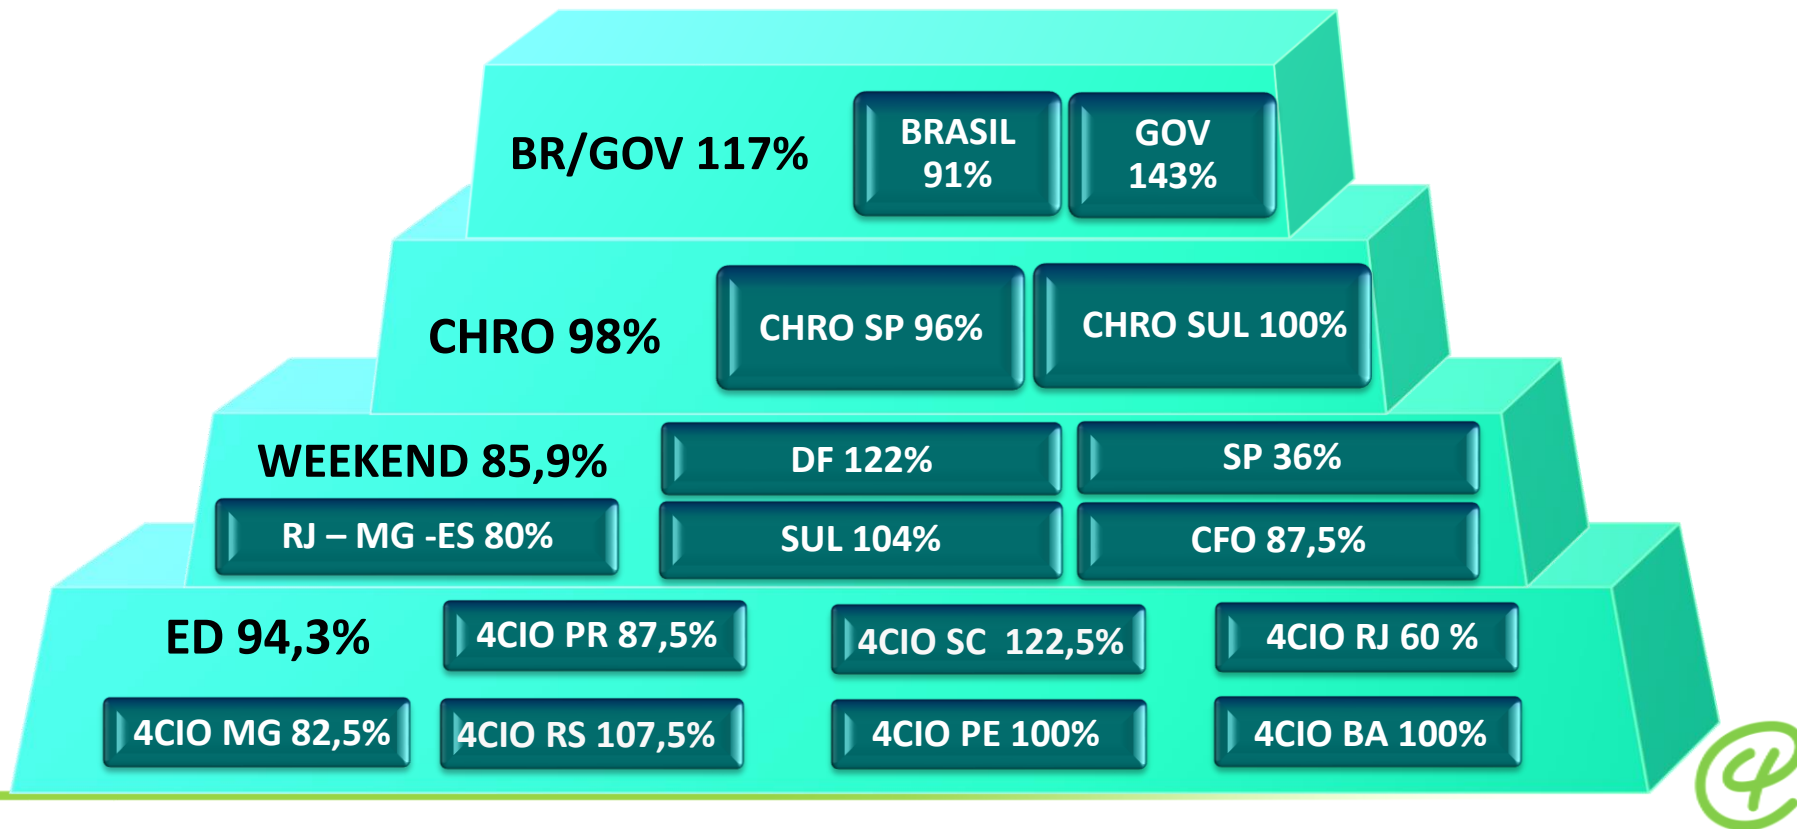 BR/GOV 117%
BRASIL
91%
GOV
143%
CHRO 98%
CHRO SP 96%
CHRO SUL 100%
WEEKEND 85,9%
DF 122%
SP 36%
RJ – MG -ES 80%
SUL 104%
CFO 87,5%
ED 94,3%
4CIO PR 87,5%
4CIO SC  122,5%
4CIO RJ 60 %
4CIO MG 82,5%
4CIO RS 107,5%
4CIO PE 100%
4CIO BA 100%